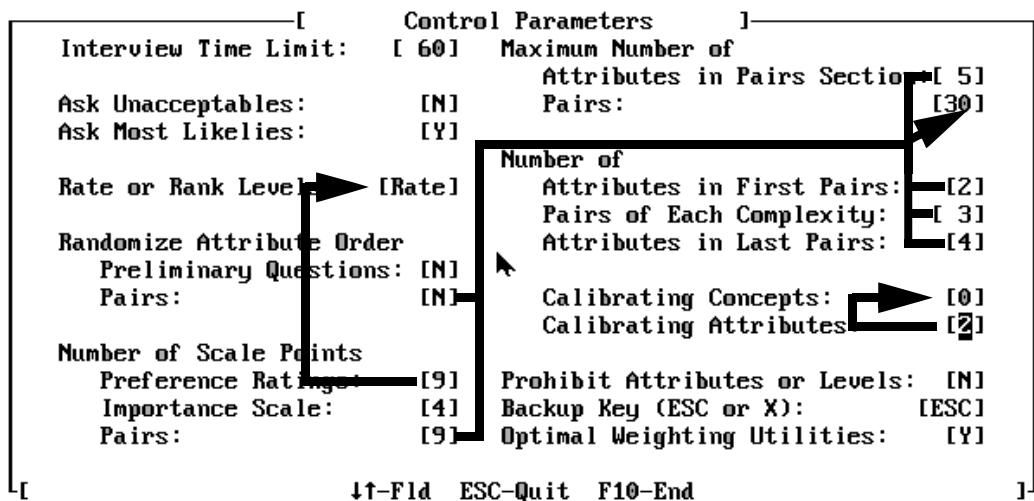 [ Control Parameters ]
Interview Time Limit: [ 60] Maximum Number of
Attributes in Pairs Section [ 5]
Ask Unacceptables: [N] Pairs: [30]
Ask Most Likelies: [Y]
Number of
Rate or Rank Levels [Rate] Attributes in First Pairs: [2]
Pairs of Each Complexity: [ 3]
Randomize Attribute Order Attributes in Last Pairs: [4]
Preliminary Questions: [N]
Pairs: [N] Calibrating Concepts: [0]
Calibrating Attributes [2]
Number of Scale Points
Preference Ratings: [9] Prohibit Attributes or Levels: [N]
Importance Scale: [4] Backup Key (ESC or X): [ESC]
Pairs: [9] Optimal Weighting Utilities: [Y]
[ ↓↑-Fld ESC-Quit F10-End ]